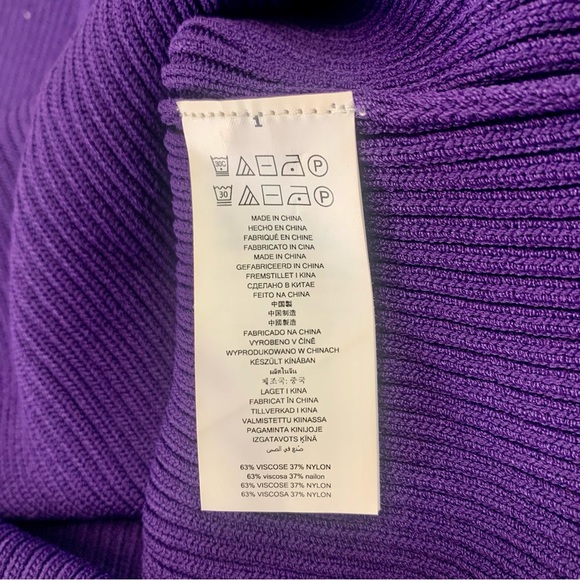 1
30C P
30 P
MADE IN CHINA
HECHO EN CHINA
FABRIQUÉ EN CHINE
FABBRICATO IN CINA
MADE IN CHINA
GEFABRICEERD IN CHINA
FREMSTILLET I KINA
СДЕЛАНО В КИТАЕ
FEITO NA CHINA
中国製
中国制造
中國製造
FABRICADO NA CHINA
VYROBENO V ČÍNĚ
WYPRODUKOWANO W CHINACH
KÉSZÜLT KÍNÁBAN
ผลิตในจีน
제조국: 중국
LAGET I KINA
FABRICAT ÎN CHINA
TILLVERKAD I KINA
VALMISTETTU KIINASSA
PAGAMINTA KINIJOJE
IZGATAVOTS ĶĪNĀ
صنع في الصين
63% VISCOSE 37% NYLON
63% viscosa 37% nailon
63% VISCOSE 37% NYLON
63% VISCOSE 37% NYLON